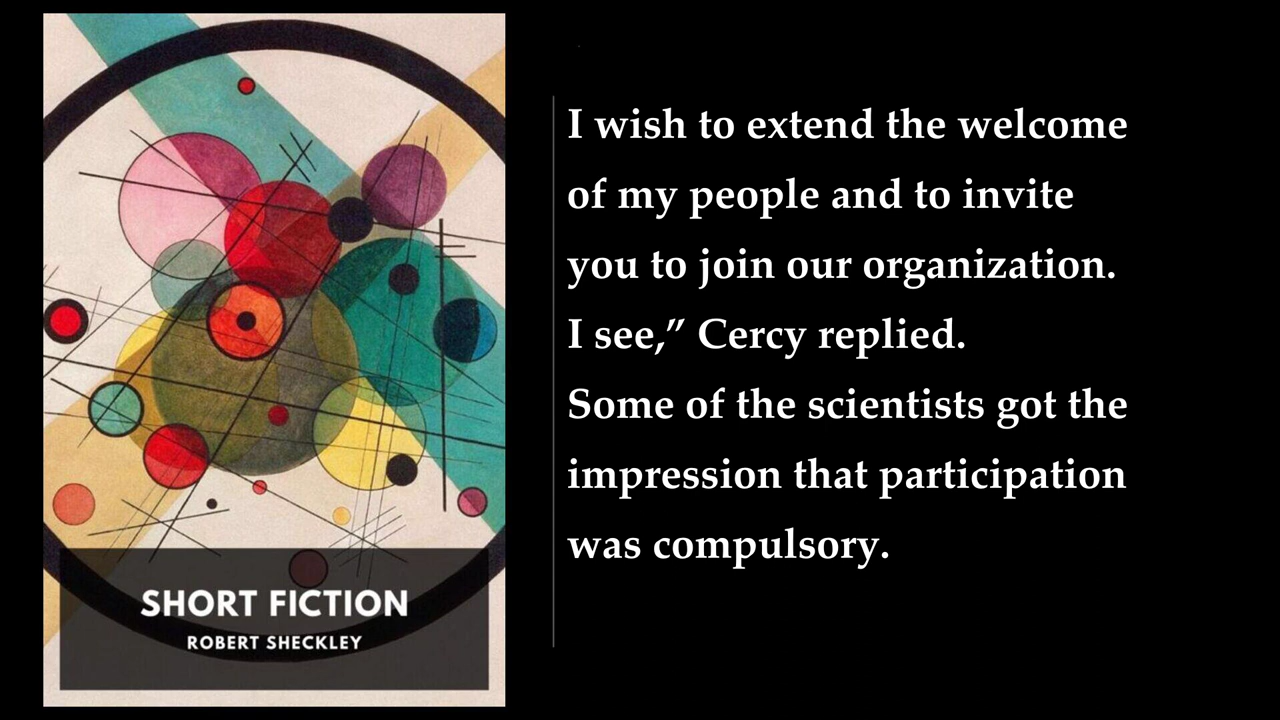 SHORT FICTION
ROBERT SHECKLEY
I wish to extend the welcome
of my people and to invite
you to join our organization.
I see,” Cercy replied.
Some of the scientists got the
impression that participation
was compulsory.